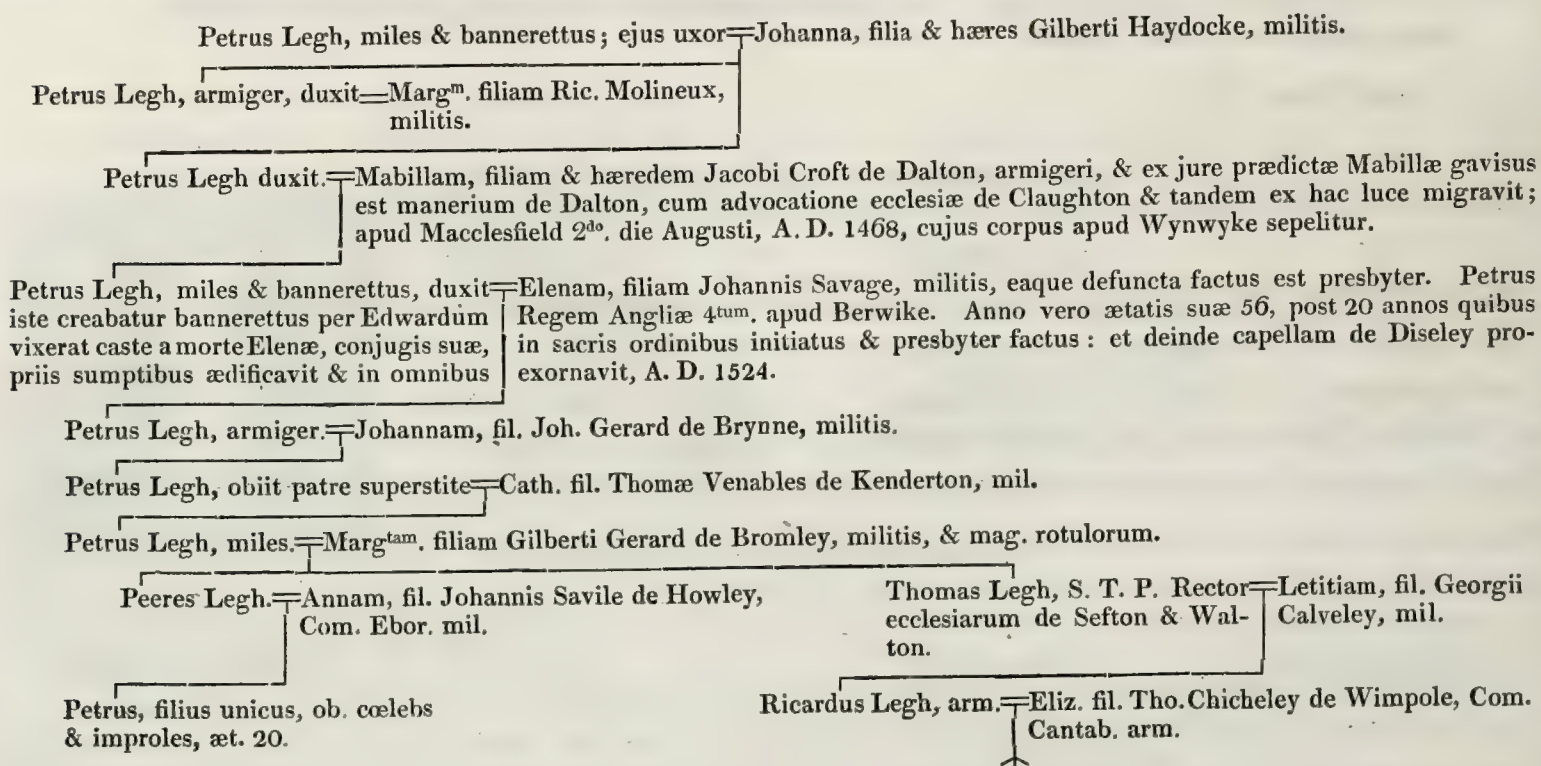 Petrus Legh, miles & bannerettus; ejus uxor Johanna, filia & hæres Gilberti Haydocke, militis.
Petrus Legh, armiger, duxit Marg^m. filiam Ric. Molineux,
militis.
Petrus Legh duxit. Mabillam, filiam & hæredem Jacobi Croft de Dalton, armigeri, & ex jure prædictæ Mabillæ gavisus
est manerium de Dalton, cum advocatione ecclesiæ de Claughton & tandem ex hac luce migravit;
apud Macclesfield 2^do. die Augusti, A. D. 1468, cujus corpus apud Wynwyke sepelitur.
Petrus Legh, miles & bannerettus, duxit Elenam, filiam Johannis Savage, militis, eaque defuncta factus est presbyter. Petrus
iste creabatur bannerettus per Edwardum Regem Angliæ 4^tum. apud Berwike. Anno vero ætatis suæ 56, post 20 annos quibus
vixerat caste a morte Elenæ, conjugis suæ, in sacris ordinibus initiatus & presbyter factus : et deinde capellam de Diseley pro-
priis sumptibus ædificavit & in omnibus exornavit, A. D. 1524.
Petrus Legh, armiger. Johannam, fil. Joh. Gerard de Brynne, militis.
Petrus Legh, obiit patre superstite Cath. fil. Thomæ Venables de Kenderton, mil.
Petrus Legh, miles. Marg^tam. filiam Gilberti Gerard de Bromley, militis, & mag. rotulorum.
Peeres Legh. Annam, fil. Johannis Savile de Howley,
Com. Ebor. mil.
Thomas Legh, S. T. P. Rector Letitiam, fil. Georgii
ecclesiarum de Sefton & Wal- Calveley, mil.
ton.
Petrus, filius unicus, ob. cœlebs
& improles, æt. 20.
Ricardus Legh, arm. Eliz. fil. Tho. Chicheley de Wimpole, Com.
Cantab. arm.